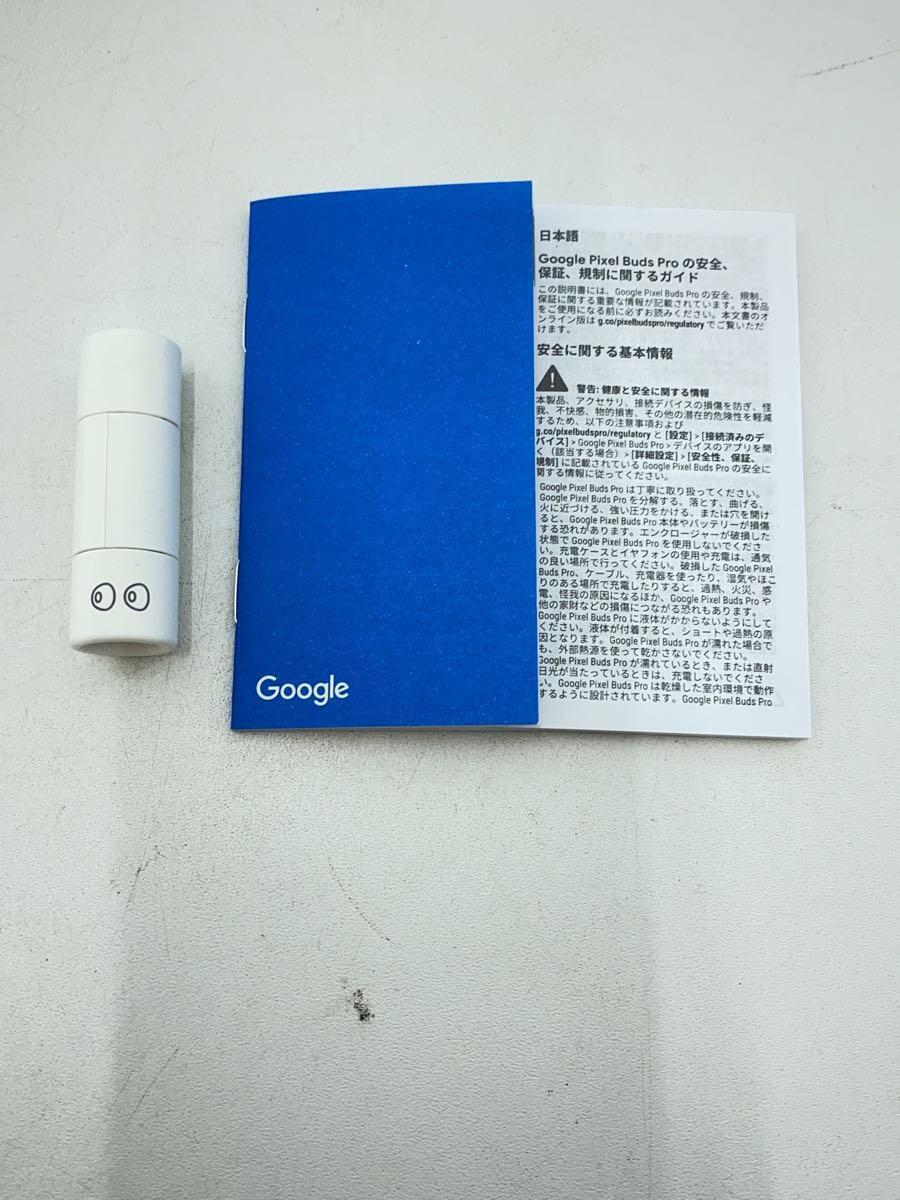 Google
日本語
Google Pixel Buds Pro の安全、
保証、規制に関するガイド
この説明書には、Google Pixel Buds Pro の安全、規制、
保証に関する重要な情報が記載されています。本製品
をご使用になる前に必ずお読みください。本文書のオ
ンライン版は g.co/pixelbudspro/regulatory でご覧いただ
けます。
安全に関する基本情報
警告: 健康と安全に関する情報
本製品、アクセサリ、接続デバイスの損傷を防ぎ、怪
我、不快感、物的損害、その他の潜在的危険性を軽減
するため、以下の注意事項および
g.co/pixelbudspro/regulatory と [設定] > [接続済みのデ
バイス] > Google Pixel Buds Pro > デバイスのアプリを開
く（該当する場合）> [詳細設定] > [安全性、保証、
規制] に記載されている Google Pixel Buds Pro の安全に
関する情報に従ってください。
Google Pixel Buds Pro は丁寧に取り扱ってください。
Google Pixel Buds Pro を分解する、落とす、曲げる、
火に近づける、強い圧力をかける、または穴を開け
ると、Google Pixel Buds Pro 本体やバッテリーが損傷
する恐れがあります。エンクロージャーが破損した
状態で Google Pixel Buds Pro を使用しないでくださ
い。充電ケースとイヤフォンの使用や充電は、通気
の良い場所で行ってください。破損した Google Pixel
Buds Pro、ケーブル、充電器を使ったり、湿気やほこ
りのある場所で充電したりすると、過熱、火災、感
電、怪我の原因になるほか、Google Pixel Buds Pro や
他の家財などの損傷につながる恐れもあります。
Google Pixel Buds Pro に液体がかからないようにして
ください。液体が付着すると、ショートや過熱の原
因となります。Google Pixel Buds Pro が濡れた場合で
も、外部熱源を使って乾かさないでください。
Google Pixel Buds Pro が濡れているとき、または直射
日光が当たっているときは、充電しないでくださ
い。Google Pixel Buds Pro は乾燥した室内環境で動作
するように設計されています。Google Pixel Buds Pro